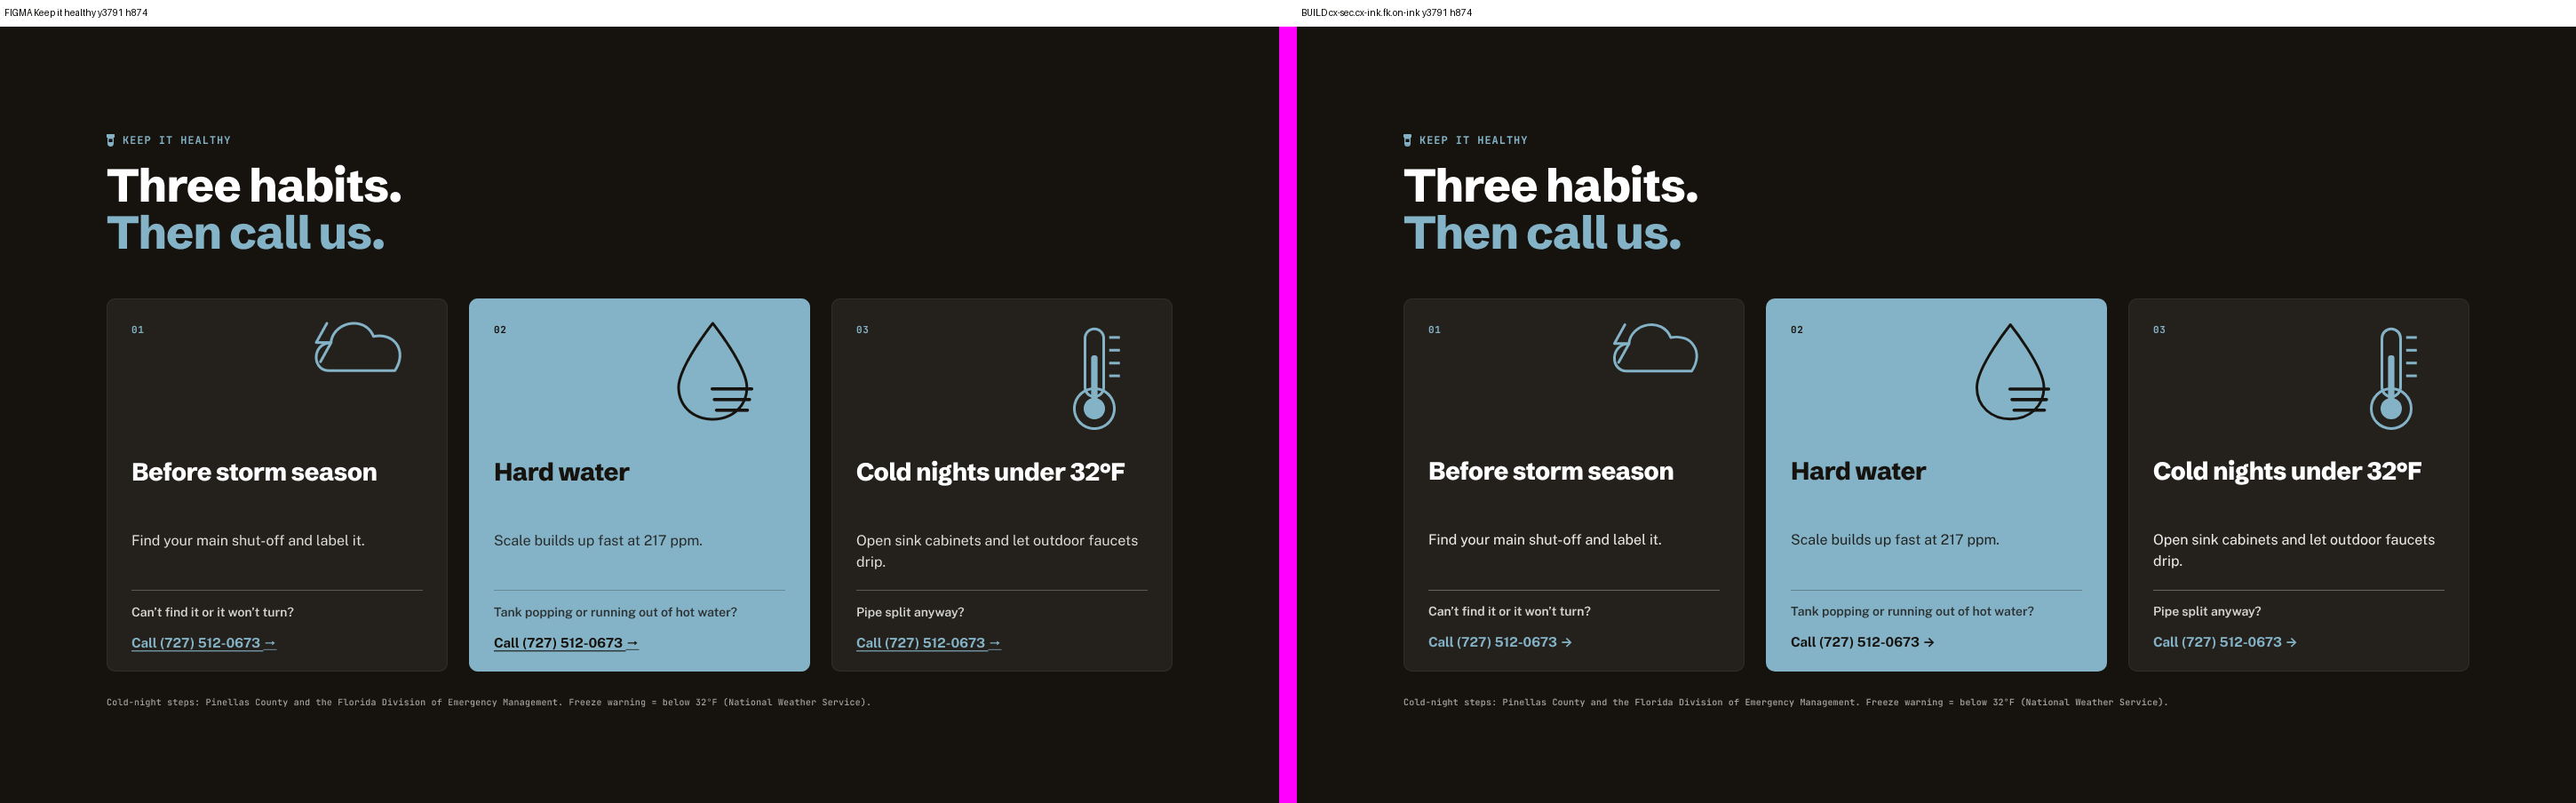 FIGMA Keep it healthy y3791 h874
KEEP IT HEALTHY
Three habits.
Then call us.
01
Before storm season
Find your main shut-off and label it.
Can't find it or it won't turn?
Call (727) 512-0673 →
02
Hard water
Scale builds up fast at 217 ppm.
Tank popping or running out of hot water?
Call (727) 512-0673 →
03
Cold nights under 32°F
Open sink cabinets and let outdoor faucets
drip.
Pipe split anyway?
Call (727) 512-0673 →
Cold-night steps: Pinellas County and the Florida Division of Emergency Management. Freeze warning = below 32°F (National Weather Service).
BUILD cx-sec.cx-ink.fk.on-ink y3791 h874
KEEP IT HEALTHY
Three habits.
Then call us.
01
Before storm season
Find your main shut-off and label it.
Can't find it or it won't turn?
Call (727) 512-0673 →
02
Hard water
Scale builds up fast at 217 ppm.
Tank popping or running out of hot water?
Call (727) 512-0673 →
03
Cold nights under 32°F
Open sink cabinets and let outdoor faucets
drip.
Pipe split anyway?
Call (727) 512-0673 →
Cold-night steps: Pinellas County and the Florida Division of Emergency Management. Freeze warning = below 32°F (National Weather Service).